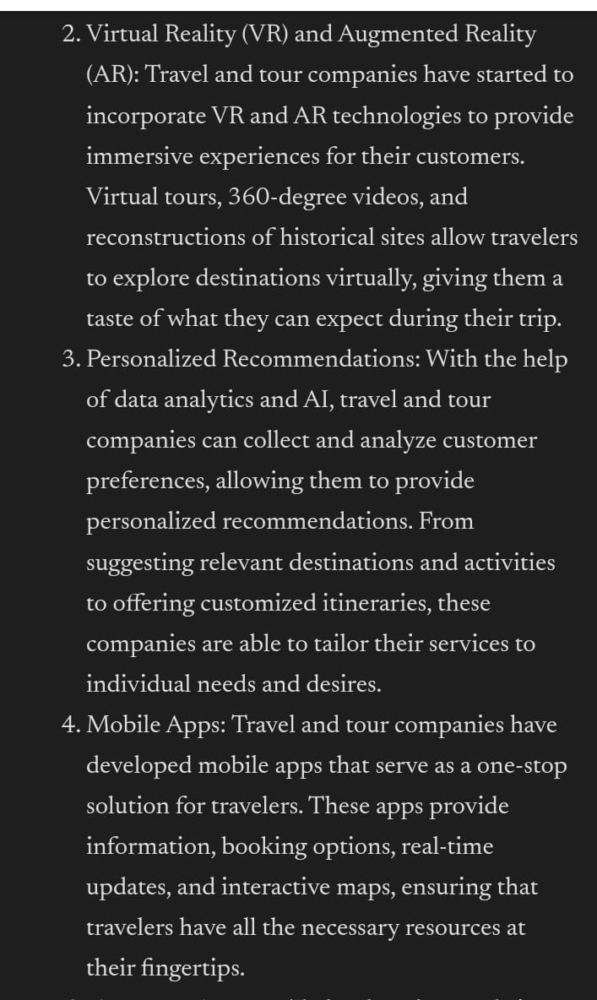 2. Virtual Reality (VR) and Augmented Reality
(AR): Travel and tour companies have started to
incorporate VR and AR technologies to provide
immersive experiences for their customers.
Virtual tours, 360-degree videos, and
reconstructions of historical sites allow travelers
to explore destinations virtually, giving them a
taste of what they can expect during their trip.
3. Personalized Recommendations: With the help
of data analytics and AI, travel and tour
companies can collect and analyze customer
preferences, allowing them to provide
personalized recommendations. From
suggesting relevant destinations and activities
to offering customized itineraries, these
companies are able to tailor their services to
individual needs and desires.
4. Mobile Apps: Travel and tour companies have
developed mobile apps that serve as a one-stop
solution for travelers. These apps provide
information, booking options, real-time
updates, and interactive maps, ensuring that
travelers have all the necessary resources at
their fingertips.